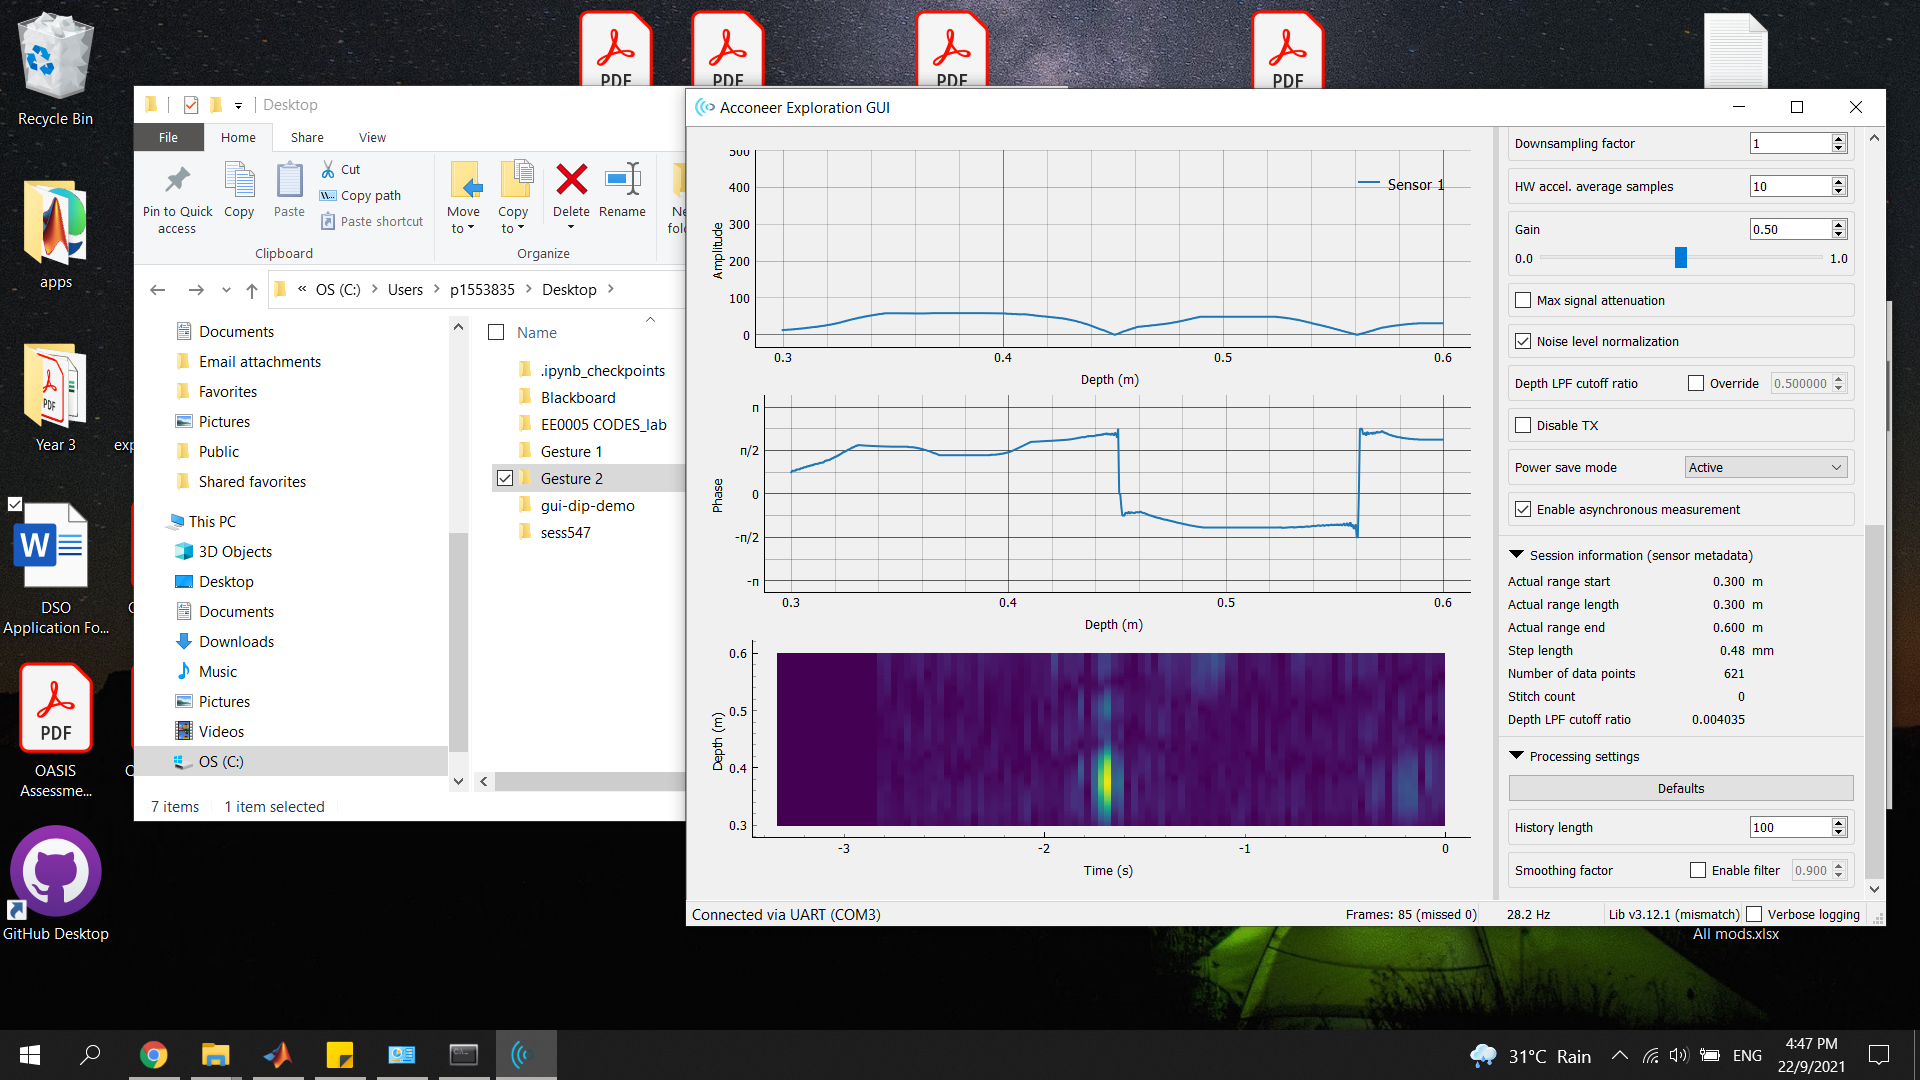 Recycle Bin
apps
Year 3
exp
DSO
Application Fo...
PDF
OASIS
Assessme...
GitHub Desktop
PDF
PDF
PDF
PDF
All mods.xlsx
Desktop
File
Home
Share
View
Pin to Quick
access
Copy
Paste
Cut
Copy path
Paste shortcut
Clipboard
Move
to
Copy
to
Delete
Rename
Organize
Ne
fol
« OS (C:) > Users > p1553835 > Desktop >
Documents
Email attachments
Favorites
Pictures
Public
Shared favorites
This PC
3D Objects
Desktop
Documents
Downloads
Music
Pictures
Videos
OS (C:)
Name
.ipynb_checkpoints
Blackboard
EE0005 CODES_lab
Gesture 1
Gesture 2
gui-dip-demo
sess547
7 items
1 item selected
Acconeer Exploration GUI
500
400
300
200
100
0
Amplitude
Sensor 1
0.3
0.4
0.5
0.6
Depth (m)
π
π/2
0
-π/2
-π
Phase
0.3
0.4
0.5
0.6
Depth (m)
0.6
0.5
0.4
0.3
Depth (m)
-3
-2
-1
0
Time (s)
Downsampling factor 1
HW accel. average samples 10
Gain 0.50
0.0 1.0
Max signal attenuation
Noise level normalization
Depth LPF cutoff ratio Override 0.500000
Disable TX
Power save mode Active
Enable asynchronous measurement
Session information (sensor metadata)
Actual range start 0.300 m
Actual range length 0.300 m
Actual range end 0.600 m
Step length 0.48 mm
Number of data points 621
Stitch count 0
Depth LPF cutoff ratio 0.004035
Processing settings
Defaults
History length 100
Smoothing factor Enable filter 0.900
Connected via UART (COM3)
Frames: 85 (missed 0)
28.2 Hz
Lib v3.12.1 (mismatch)
Verbose logging
31°C Rain
ENG
4:47 PM
22/9/2021